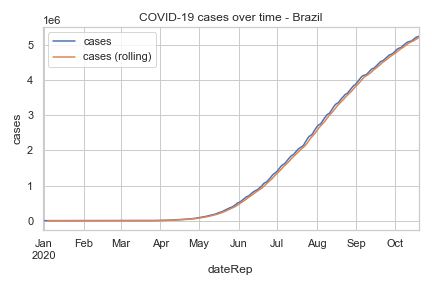 COVID-19 cases over time - Brazil
1e6
cases
cases (rolling)
5
4
3
2
1
0
cases
Jan Feb Mar Apr May Jun Jul Aug Sep Oct
2020
dateRep